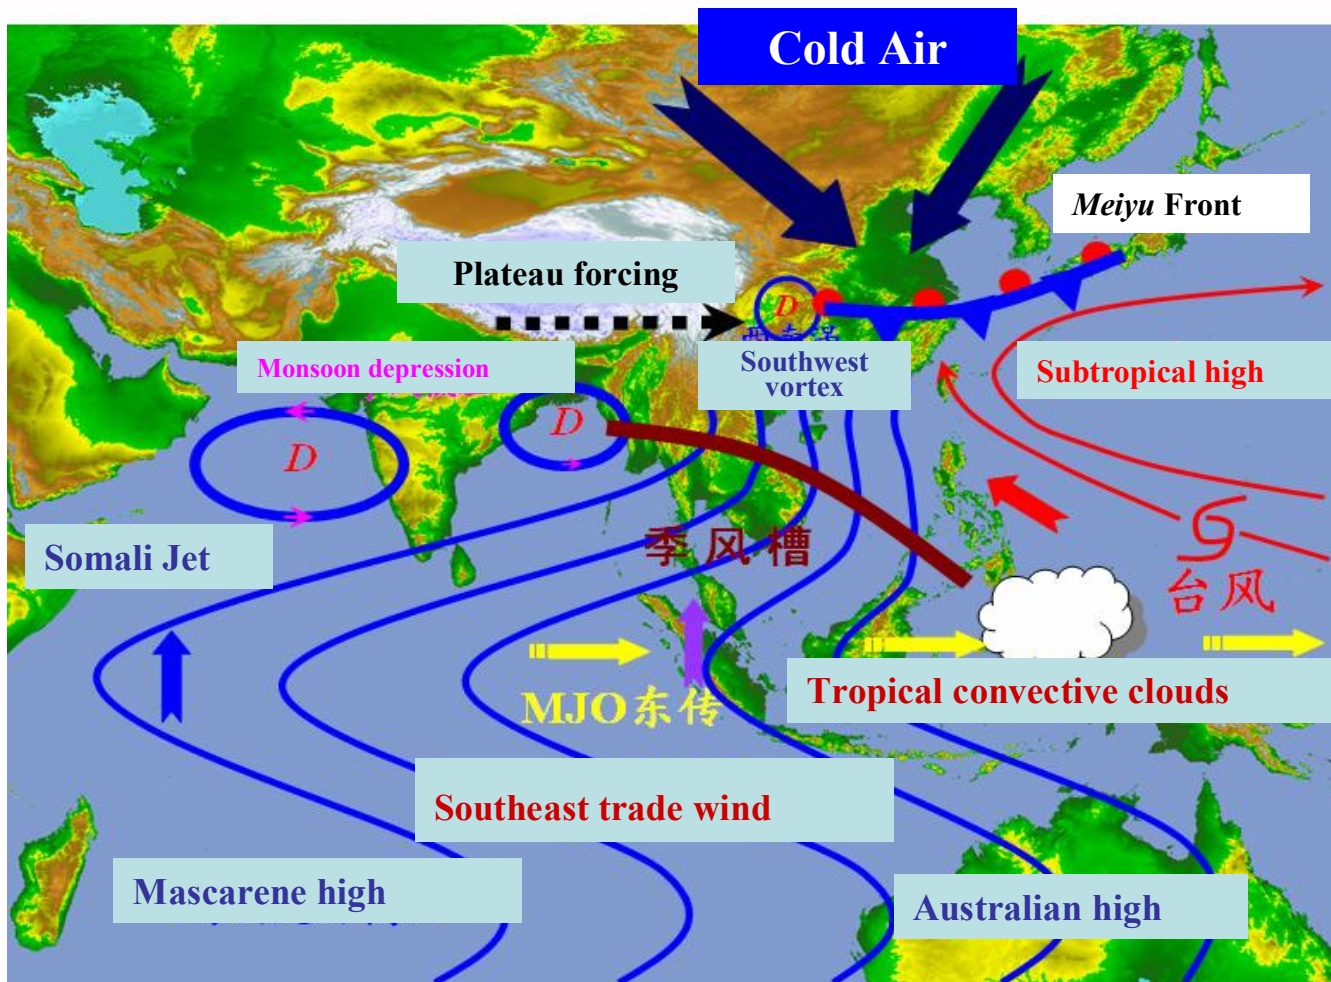 Cold Air
Meiyu Front
Plateau forcing
D
Monsoon depression
Southwest
vortex
Subtropical high
D
D
季风槽
Somali Jet
台风
Tropical convective clouds
MJO东传
Southeast trade wind
Mascarene high
Australian high